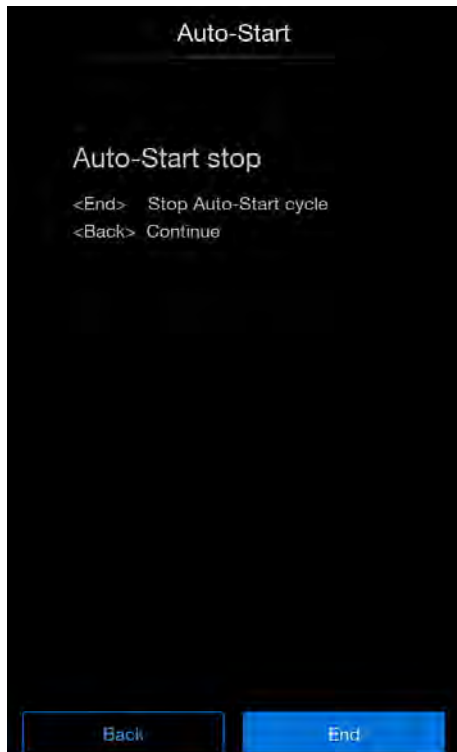 Auto-Start
Auto-Start stop
<End> Stop Auto-Start cycle
<Back> Continue
Back
End